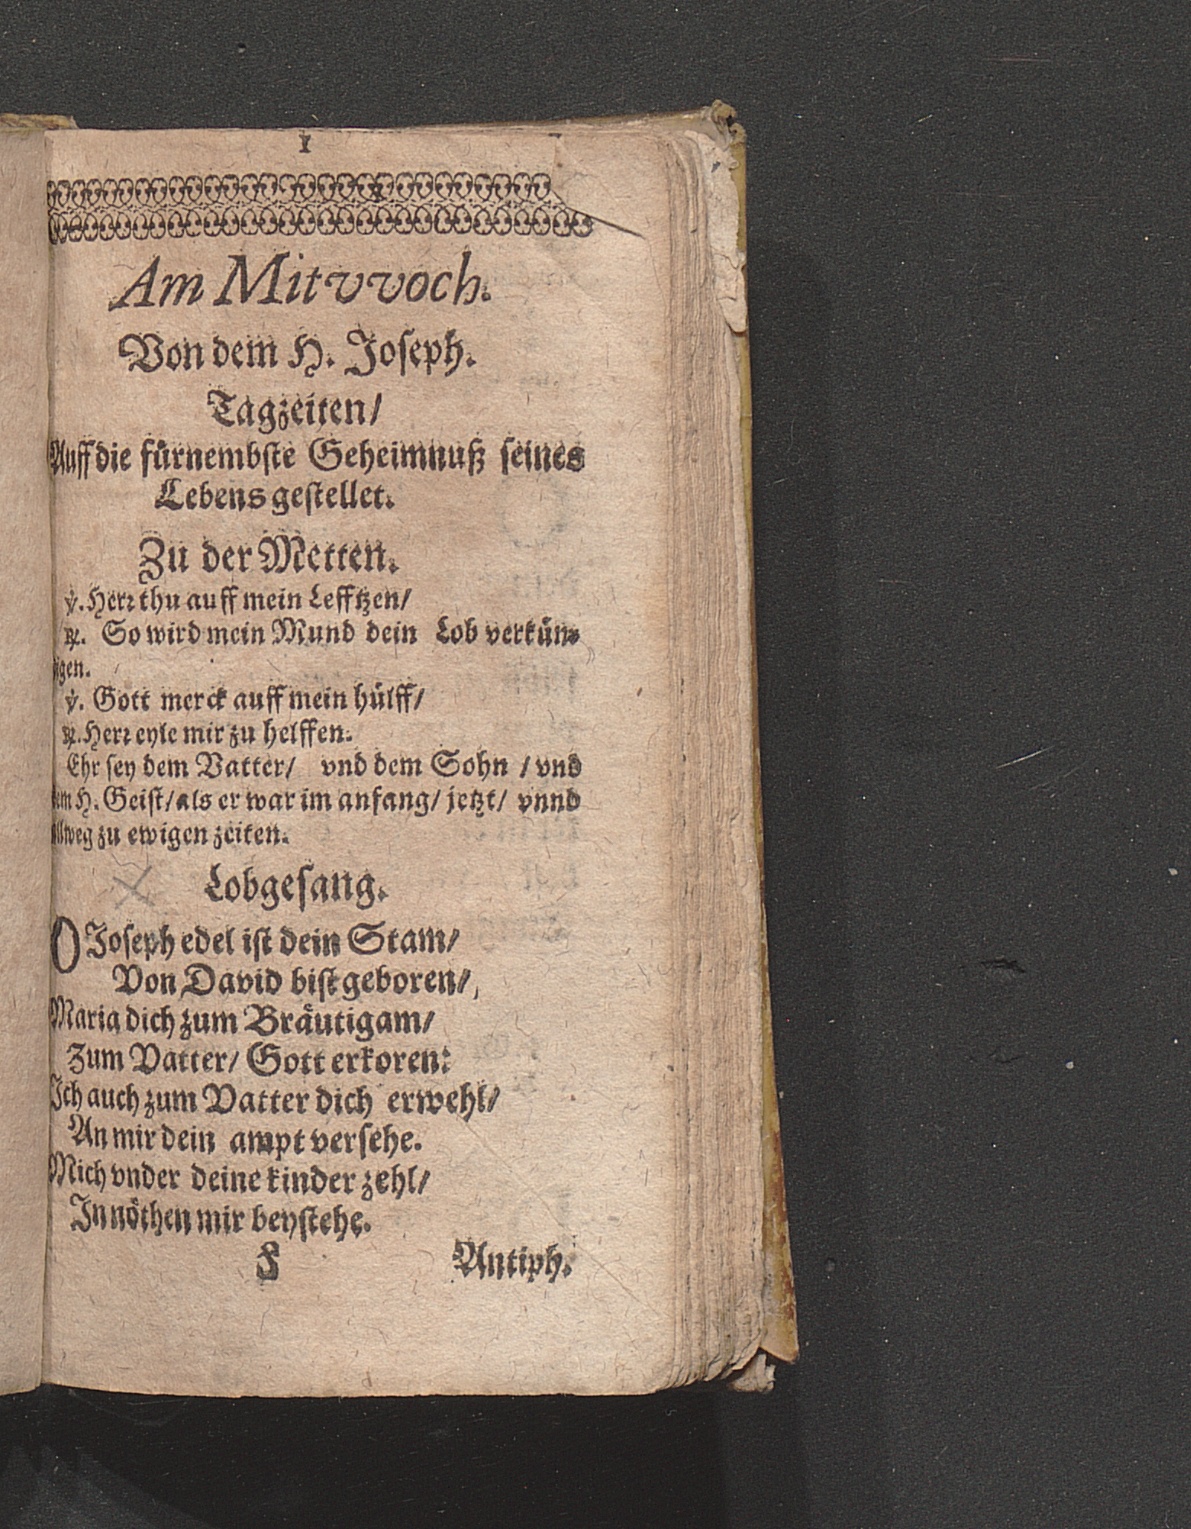 1
Am Mitvvoch.
Von dem H. Joseph.
Tagzeiten/
Auff die fürnembste Geheimnuß seines
Lebens gestellet.
Zu der Metten.
℣. Herr thu auff mein Lefftzen/
℟. So wird mein Mund dein Lob verkün-
digen.
℣. Gott merck auff mein hülff/
℟. Herr eyle mir zu helffen.
Ehr sey dem Vatter/ vnd dem Sohn / vnd
dem H. Geist/ als er war im anfang/ jetzt/ vnnd
allweg zu ewigen zeiten.
Lobgesang.
O Joseph edel ist dein Stam/
Von David bist geboren/,
Maria dich zum Bräutigam/
Zum Vatter/ Gott erkoren:
Ich auch zum Vatter dich erwehl/
An mir dein ampt versehe.
Mich vnder deine kinder zehl/
In nöthen mir beystehe.
Antiph.